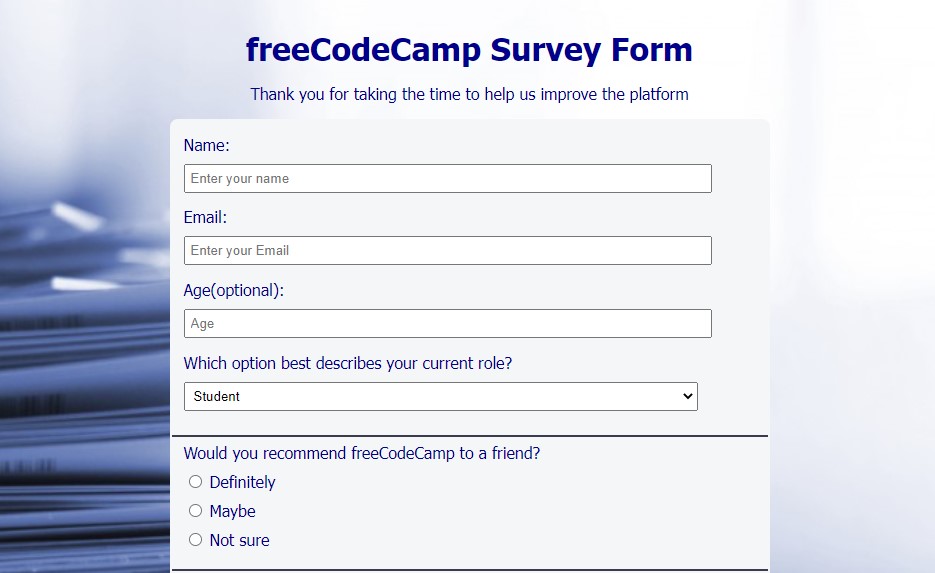 freeCodeCamp Survey Form
Thank you for taking the time to help us improve the platform
Name:
Enter your name
Email:
Enter your Email
Age(optional):
Age
Which option best describes your current role?
Student
Would you recommend freeCodeCamp to a friend?
Definitely
Maybe
Not sure